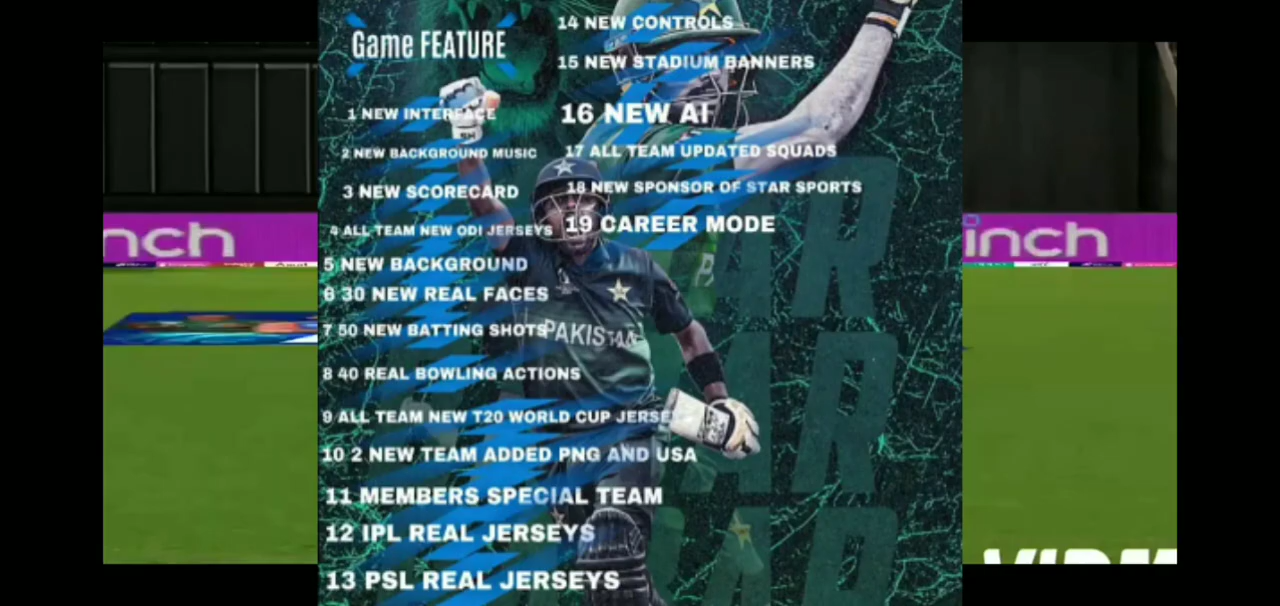 Game FEATURE
1 NEW INTERFACE
2 NEW BACKGROUND MUSIC
3 NEW SCORECARD
4 ALL TEAM NEW ODI JERSEYS
5 NEW BACKGROUND
6 30 NEW REAL FACES
7 50 NEW BATTING SHOTS
8 40 REAL BOWLING ACTIONS
9 ALL TEAM NEW T20 WORLD CUP JERSEY
10 2 NEW TEAM ADDED PNG AND USA
11 MEMBERS SPECIAL TEAM
12 IPL REAL JERSEYS
13 PSL REAL JERSEYS
14 NEW CONTROLS
15 NEW STADIUM BANNERS
16 NEW AI
17 ALL TEAM UPDATED SQUADS
18 NEW SPONSOR OF STAR SPORTS
19 CAREER MODE
PAKISTAN
nch
inch